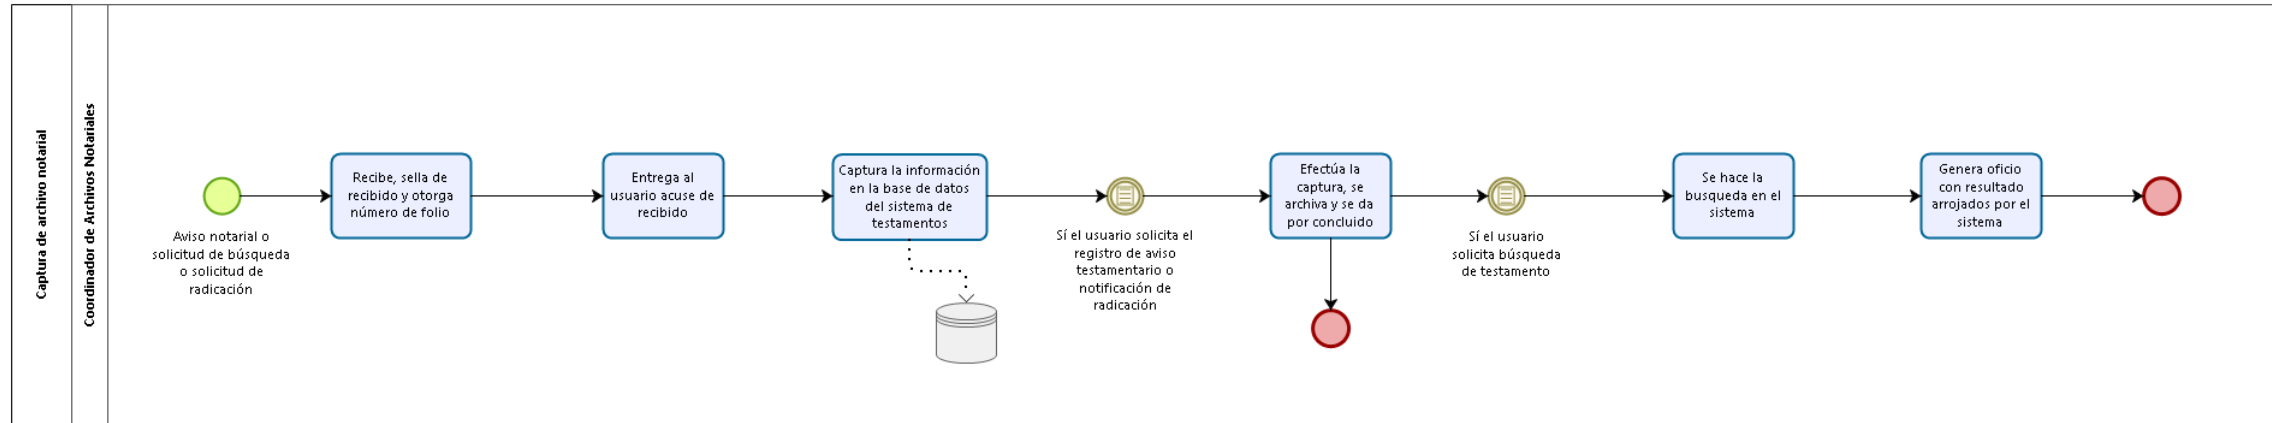 Captura de archivo notarial
Coordinador de Archivos Notariales
Aviso notarial o
solicitud de búsqueda
o solicitud de
radicación
Recibe, sella de
recibido y otorga
número de folio
Entrega al
usuario acuse de
recibido
Captura la información
en la base de datos
del sistema de
testamentos
Sí el usuario solicita el
registro de aviso
testamentario o
notificación de
radicación
Efectúa la
captura, se
archiva y se da
por concluido
Sí el usuario
solicita búsqueda
de testamento
Se hace la
busqueda en el
sistema
Genera oficio
con resultado
arrojados por el
sistema